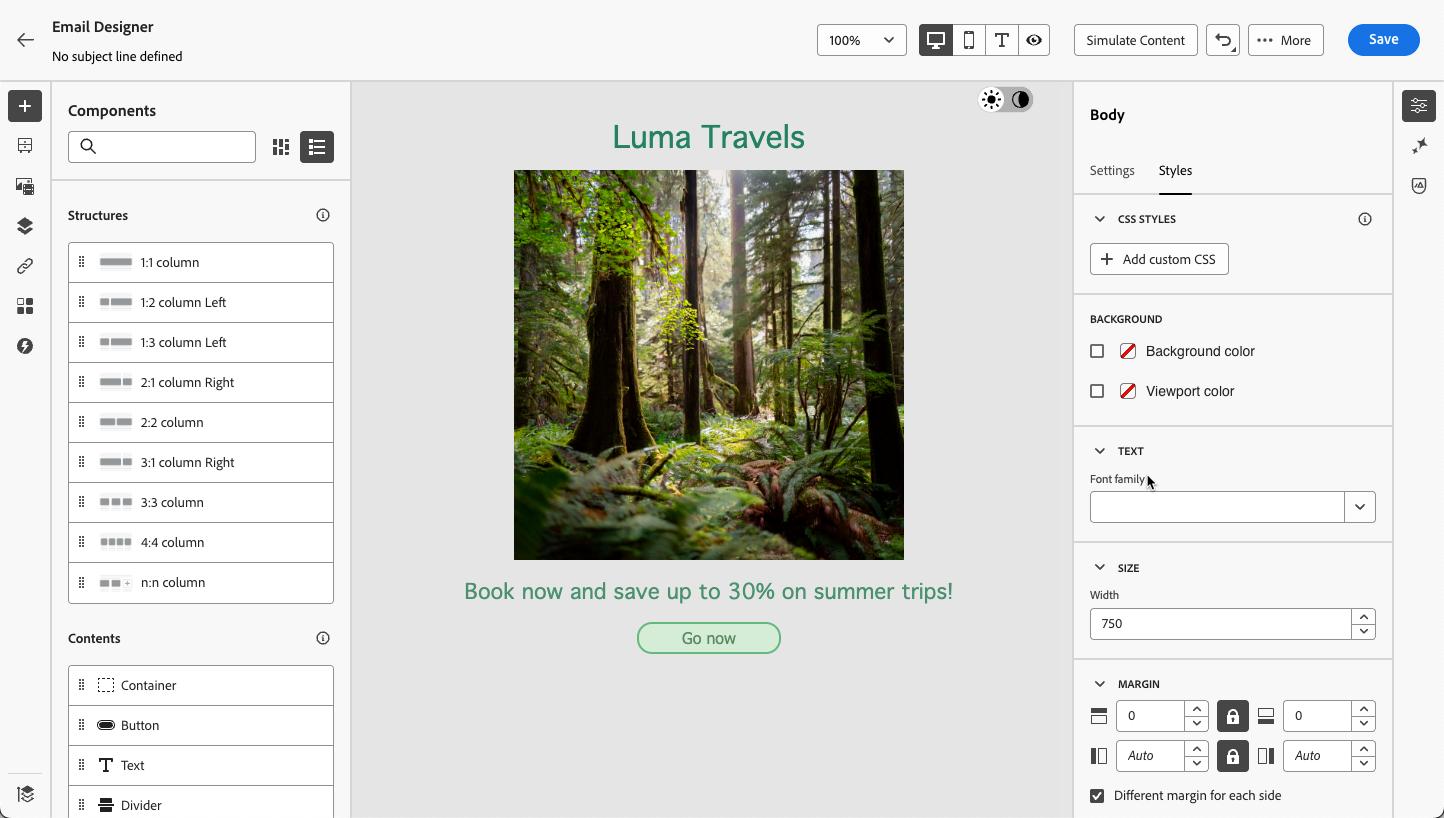 Email Designer
No subject line defined
100%
Simulate Content
More
Save
Components
Structures
1:1 column
1:2 column Left
1:3 column Left
2:1 column Right
2:2 column
3:1 column Right
3:3 column
4:4 column
n:n column
Contents
Container
Button
Text
Divider
Luma Travels
Book now and save up to 30% on summer trips!
Go now
Body
Settings
Styles
CSS STYLES
Add custom CSS
BACKGROUND
Background color
Viewport color
TEXT
Font family
SIZE
Width
750
MARGIN
0
0
Auto
Auto
Different margin for each side